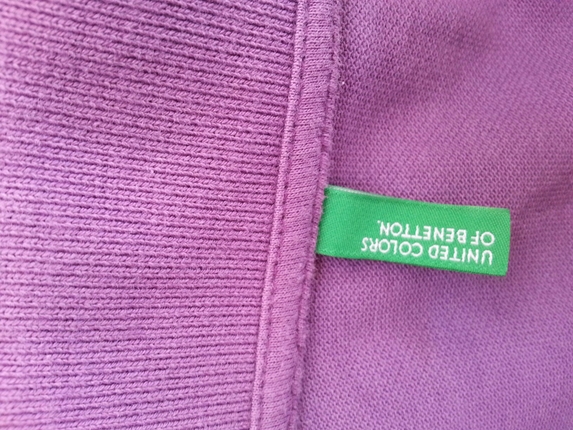 UNITED COLORS
OF BENETTON.